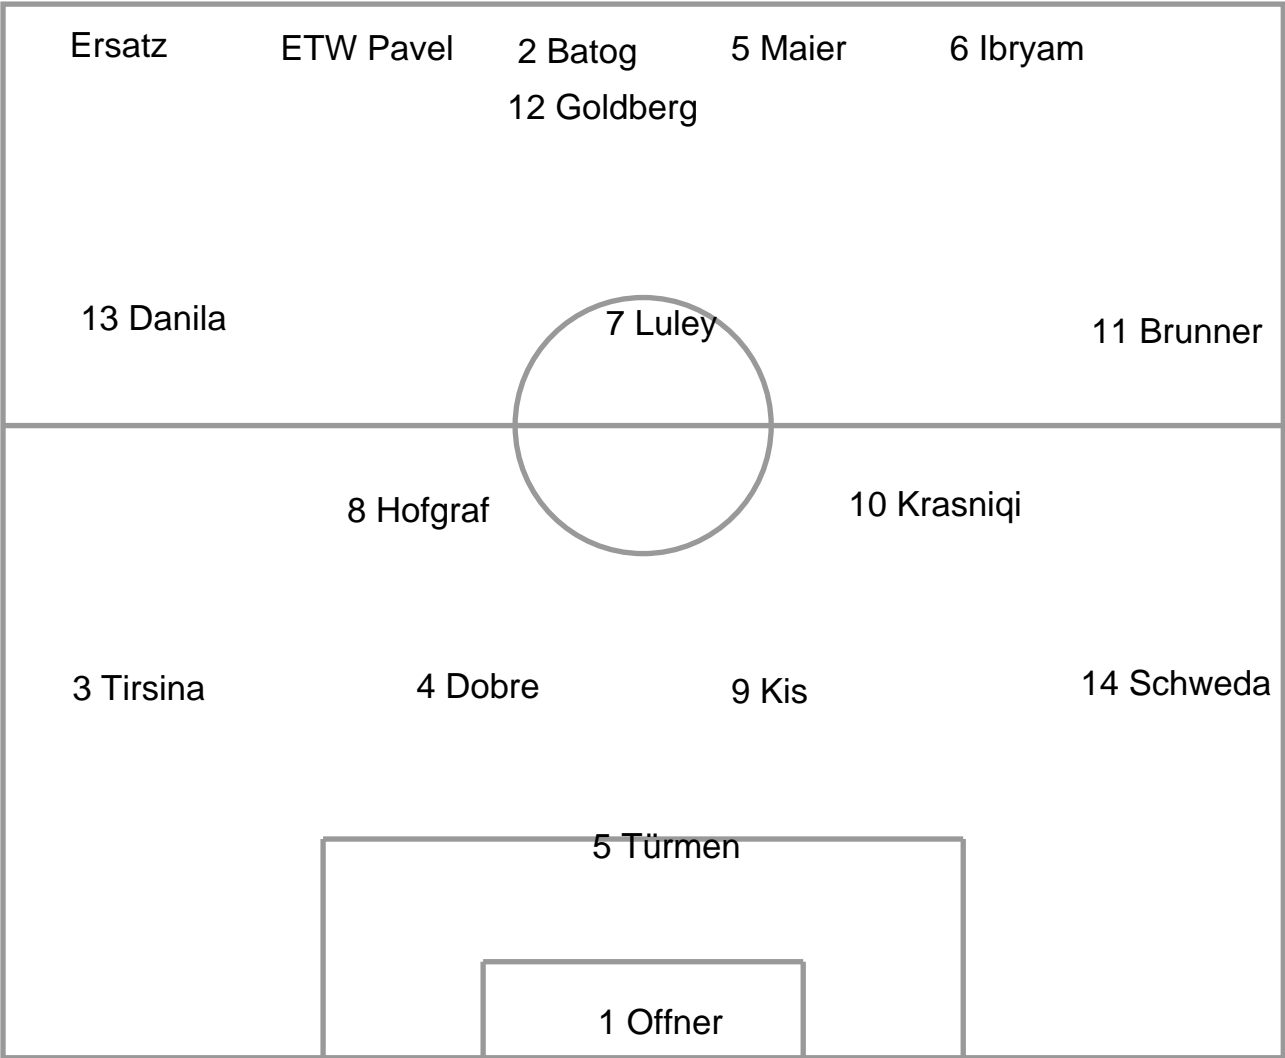 Ersatz ETW Pavel 2 Batog 5 Maier 6 Ibryam
12 Goldberg
13 Danila 7 Luley 11 Brunner
8 Hofgraf 10 Krasniqi
3 Tirsina 4 Dobre 9 Kis 14 Schweda
5 Türmen
1 Offner